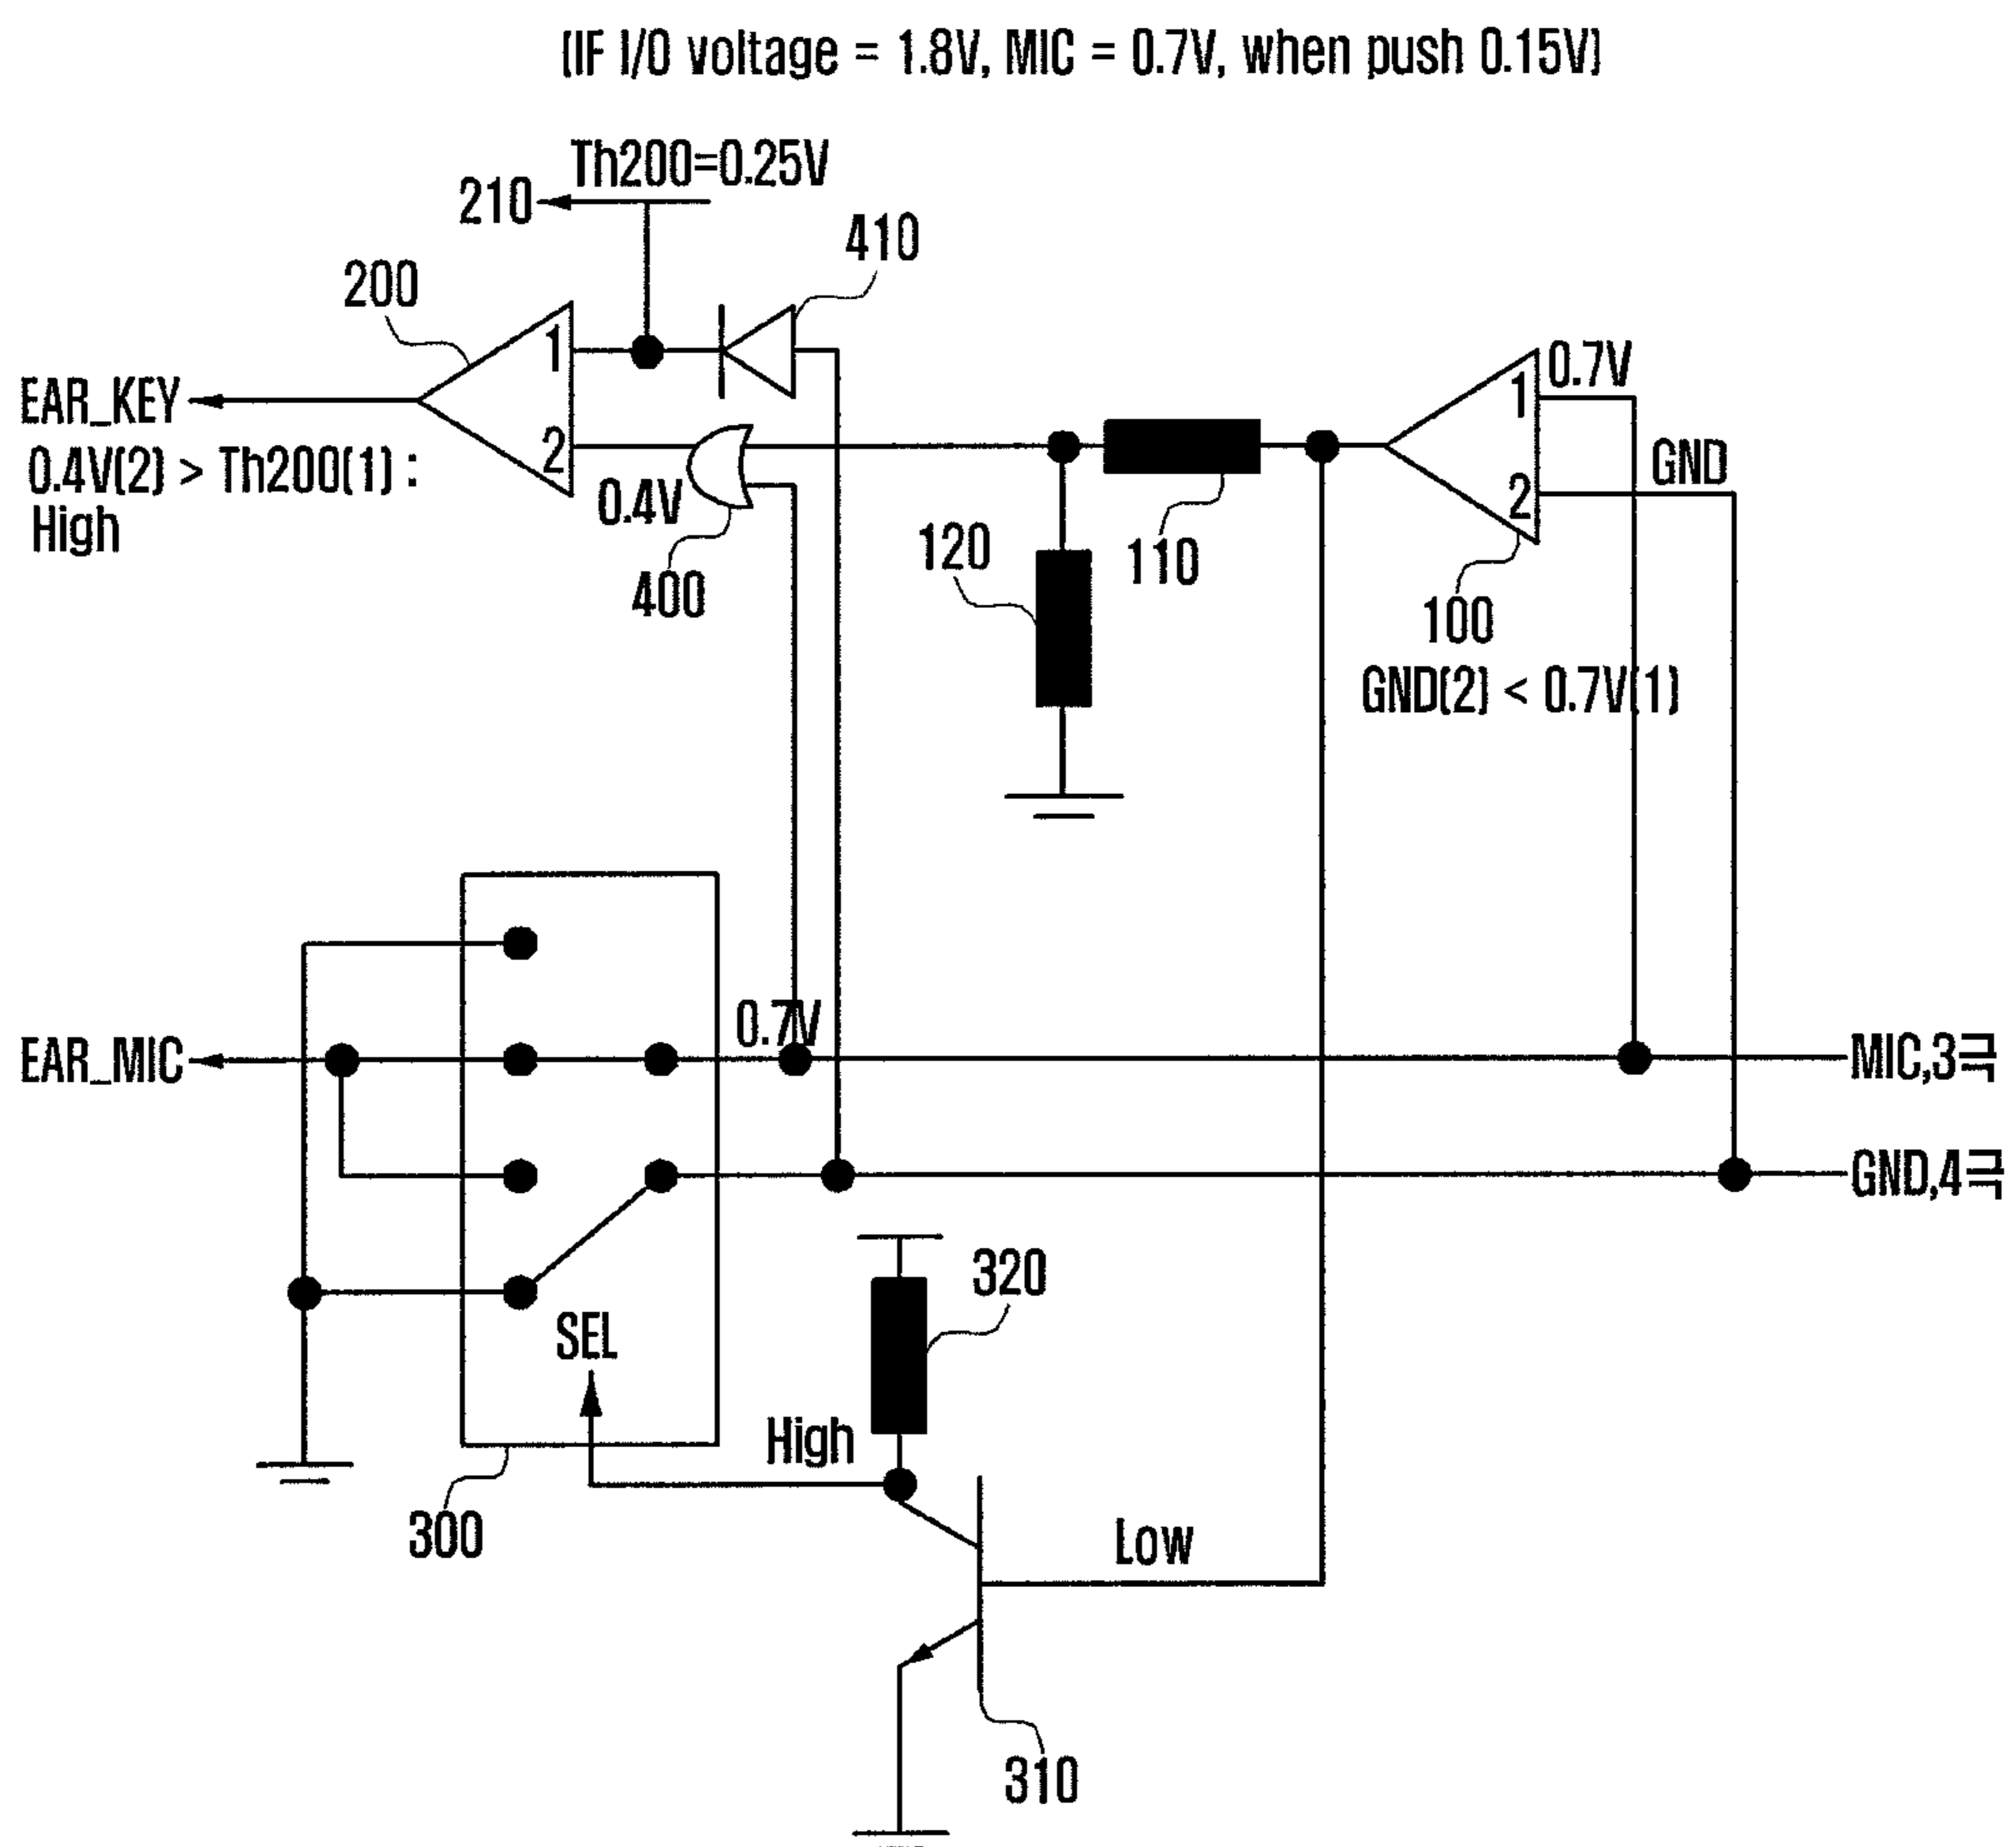 (IF I/O voltage = 1.8V, MIC = 0.7V, when push 0.15V)
Th200=0.25V
210
410
200
1
2
EAR_KEY
0.4V(2) > Th200(1) :
High
0.4V
400
120
110
0.7V
1
GND
2
100
GND(2) < 0.7V(1)
0.7V
EAR_MIC
MIC,3극
GND,4극
SEL
320
High
300
Low
310